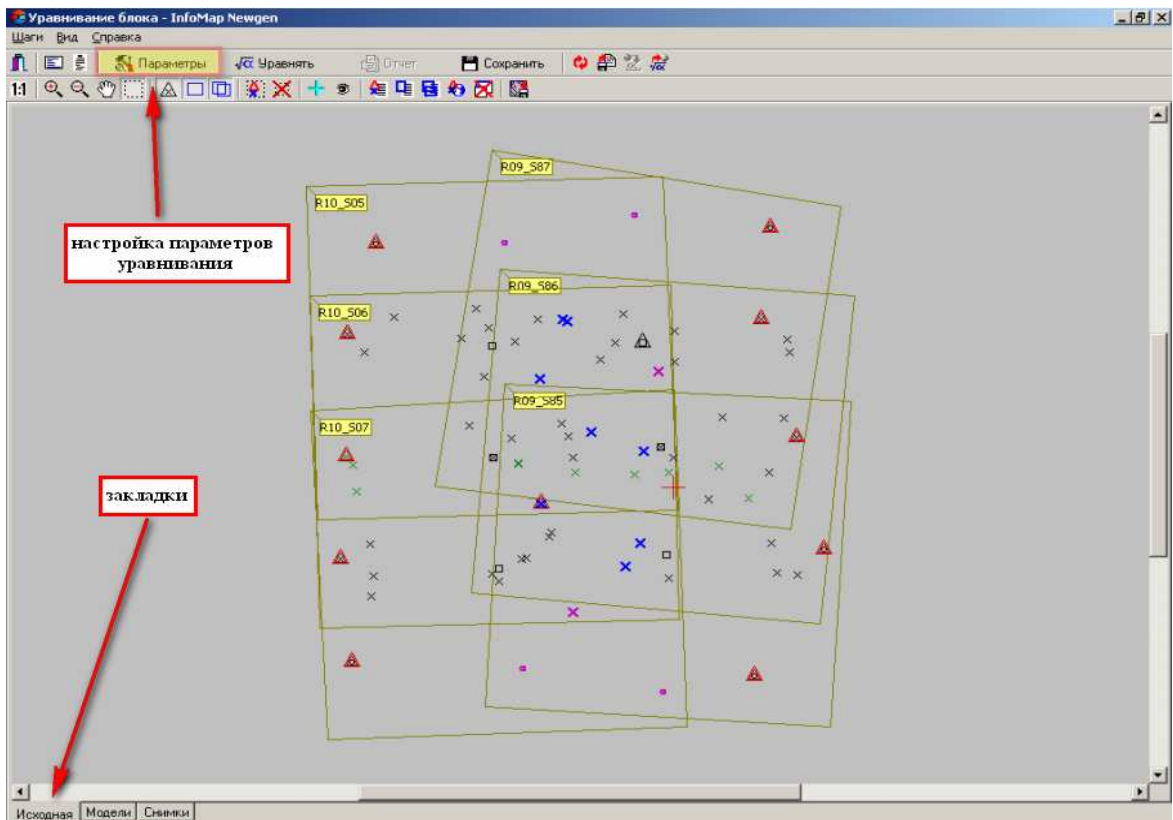 Уравнивание блока - InfoMap Newgen
Шаги Вид Справка
Параметры Уравнять Отчет Сохранить
1:1
R09_S87
R10_S05
настройка параметров
уравнивания
R09_S86
R10_S06
R09_S85
R10_S07
закладки
Исходная Модели Снимки